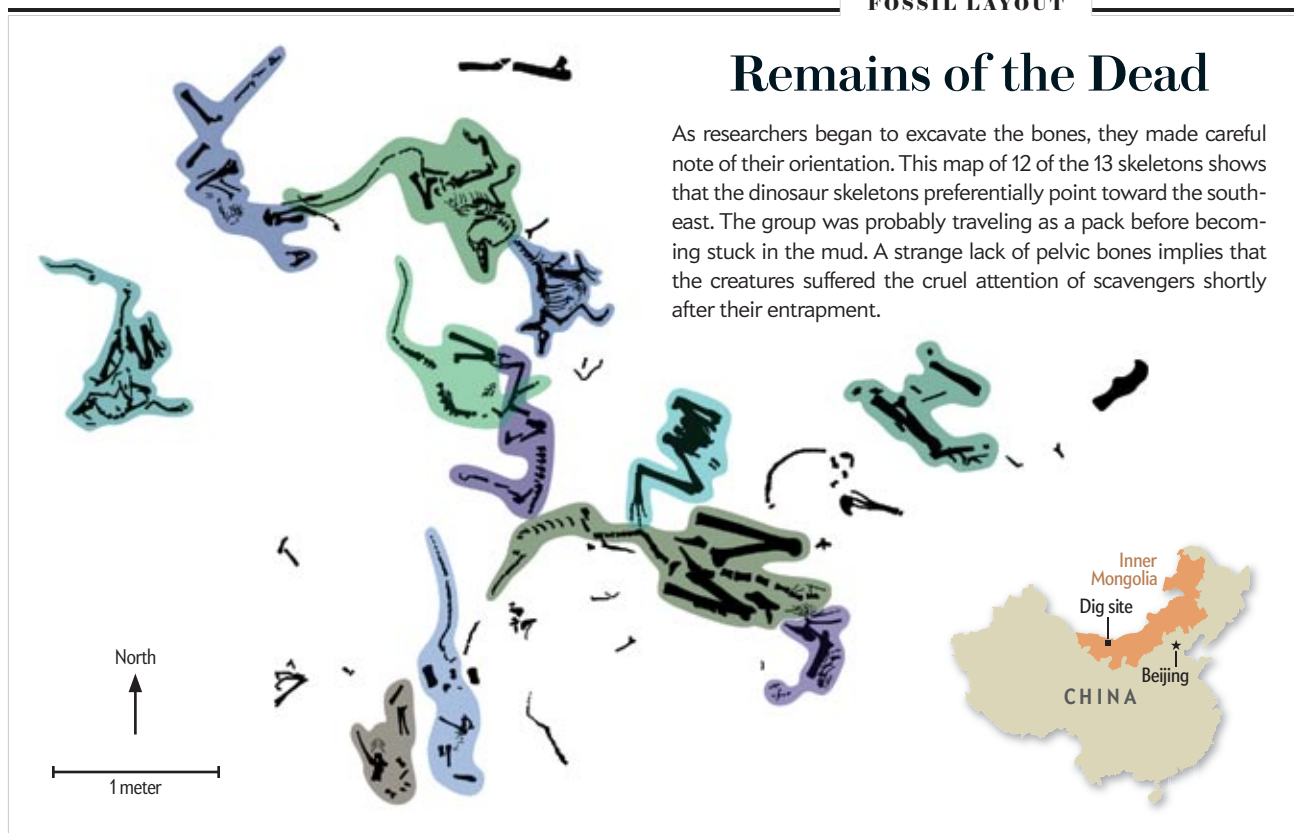 FOSSIL LAYOUT
Remains of the Dead
As researchers began to excavate the bones, they made careful
note of their orientation. This map of 12 of the 13 skeletons shows
that the dinosaur skeletons preferentially point toward the south-
east. The group was probably traveling as a pack before becom-
ing stuck in the mud. A strange lack of pelvic bones implies that
the creatures suffered the cruel attention of scavengers shortly
after their entrapment.
Inner
Mongolia
Dig site
Beijing
CHINA
North
1 meter